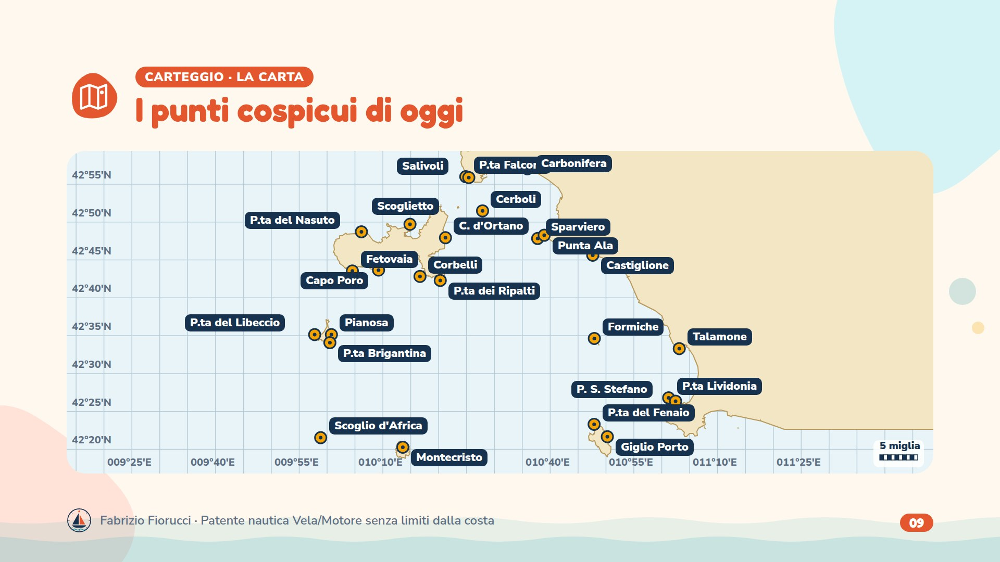 CARTEGGIO · LA CARTA
I punti cospicui di oggi
Salivoli
Carbonifera
42°55'N
Cerboli
Scoglietto
42°50'N
P.ta del Nasuto
C. d'Ortano
Sparviero
Punta Ala
42°45'N
Fetovaia
Corbelli
Castiglione
Capo Poro
42°40'N
P.ta dei Ripalti
P.ta del Libeccio
Pianosa
42°35'N
Formiche
Talamone
P.ta Brigantina
42°30'N
P.ta Lividonia
P. S. Stefano
42°25'N
P.ta del Fenaio
Scoglio d'Africa
42°20'N
Giglio Porto
5 miglia
Montecristo
009°25'E
009°40'E
009°55'E
010°10'E
010°40'E
010°55'E
011°10'E
011°25'E
Fabrizio Fiorucci · Patente nautica Vela/Motore senza limiti dalla costa
09